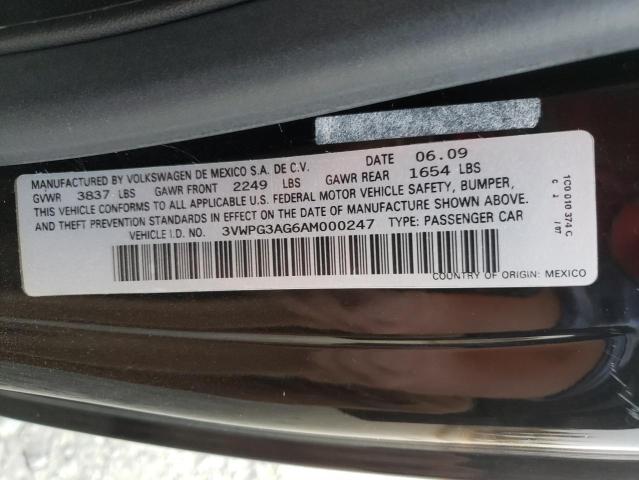 MANUFACTURED BY VOLKSWAGEN DE MEXICO S.A. DE C.V. DATE 06.09
GVWR 3837 LBS GAWR FRONT 2249 LBS GAWR REAR 1654 LBS
THIS VEHICLE CONFORMS TO ALL APPLICABLE U.S. FEDERAL MOTOR VEHICLE SAFETY, BUMPER,
AND THEFT PREVENTION STANDARDS IN EFFECT ON THE DATE OF MANUFACTURE SHOWN ABOVE.
VEHICLE I.D. NO. 3VWPG3AG6AM000247 TYPE: PASSENGER CAR
COUNTRY OF ORIGIN: MEXICO
1C0 010 374 C